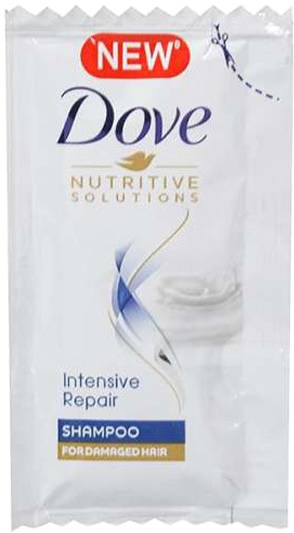 NEW
Dove
NUTRITIVE
SOLUTIONS
Intensive
Repair
SHAMPOO
FOR DAMAGED HAIR